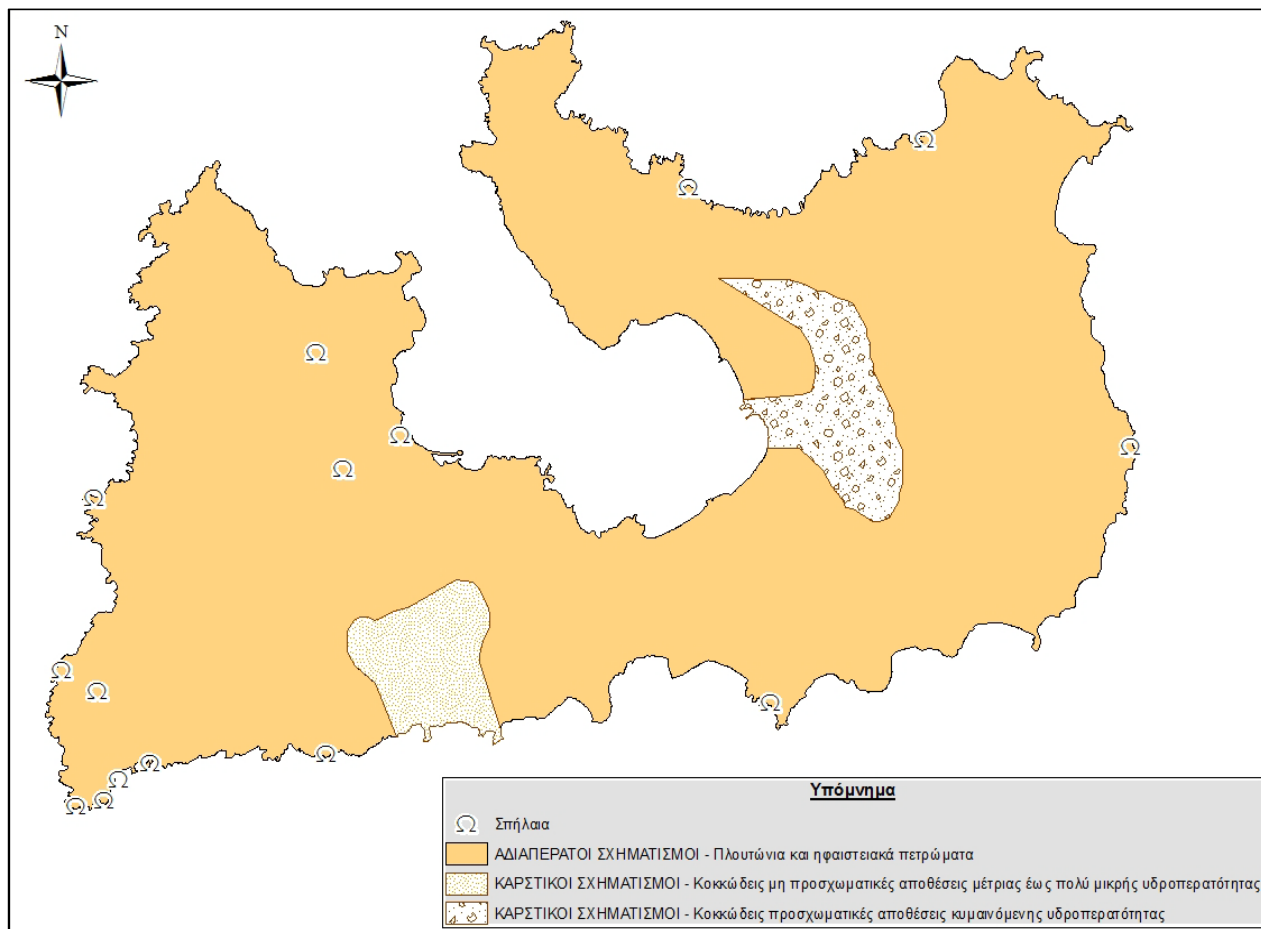 N
Υπόμνημα
Σπήλαια
ΑΔΙΑΠΕΡΑΤΟΙ ΣΧΗΜΑΤΙΣΜΟΙ - Πλουτώνια και ηφαιστειακά πετρώματα
ΚΑΡΣΤΙΚΟΙ ΣΧΗΜΑΤΙΣΜΟΙ - Κοκκώδεις μη προσχωματικές αποθέσεις μέτριας έως πολύ μικρής υδροπερατότητας
ΚΑΡΣΤΙΚΟΙ ΣΧΗΜΑΤΙΣΜΟΙ - Κοκκώδεις προσχωματικές αποθέσεις κυμαινόμενης υδροπερατότητας